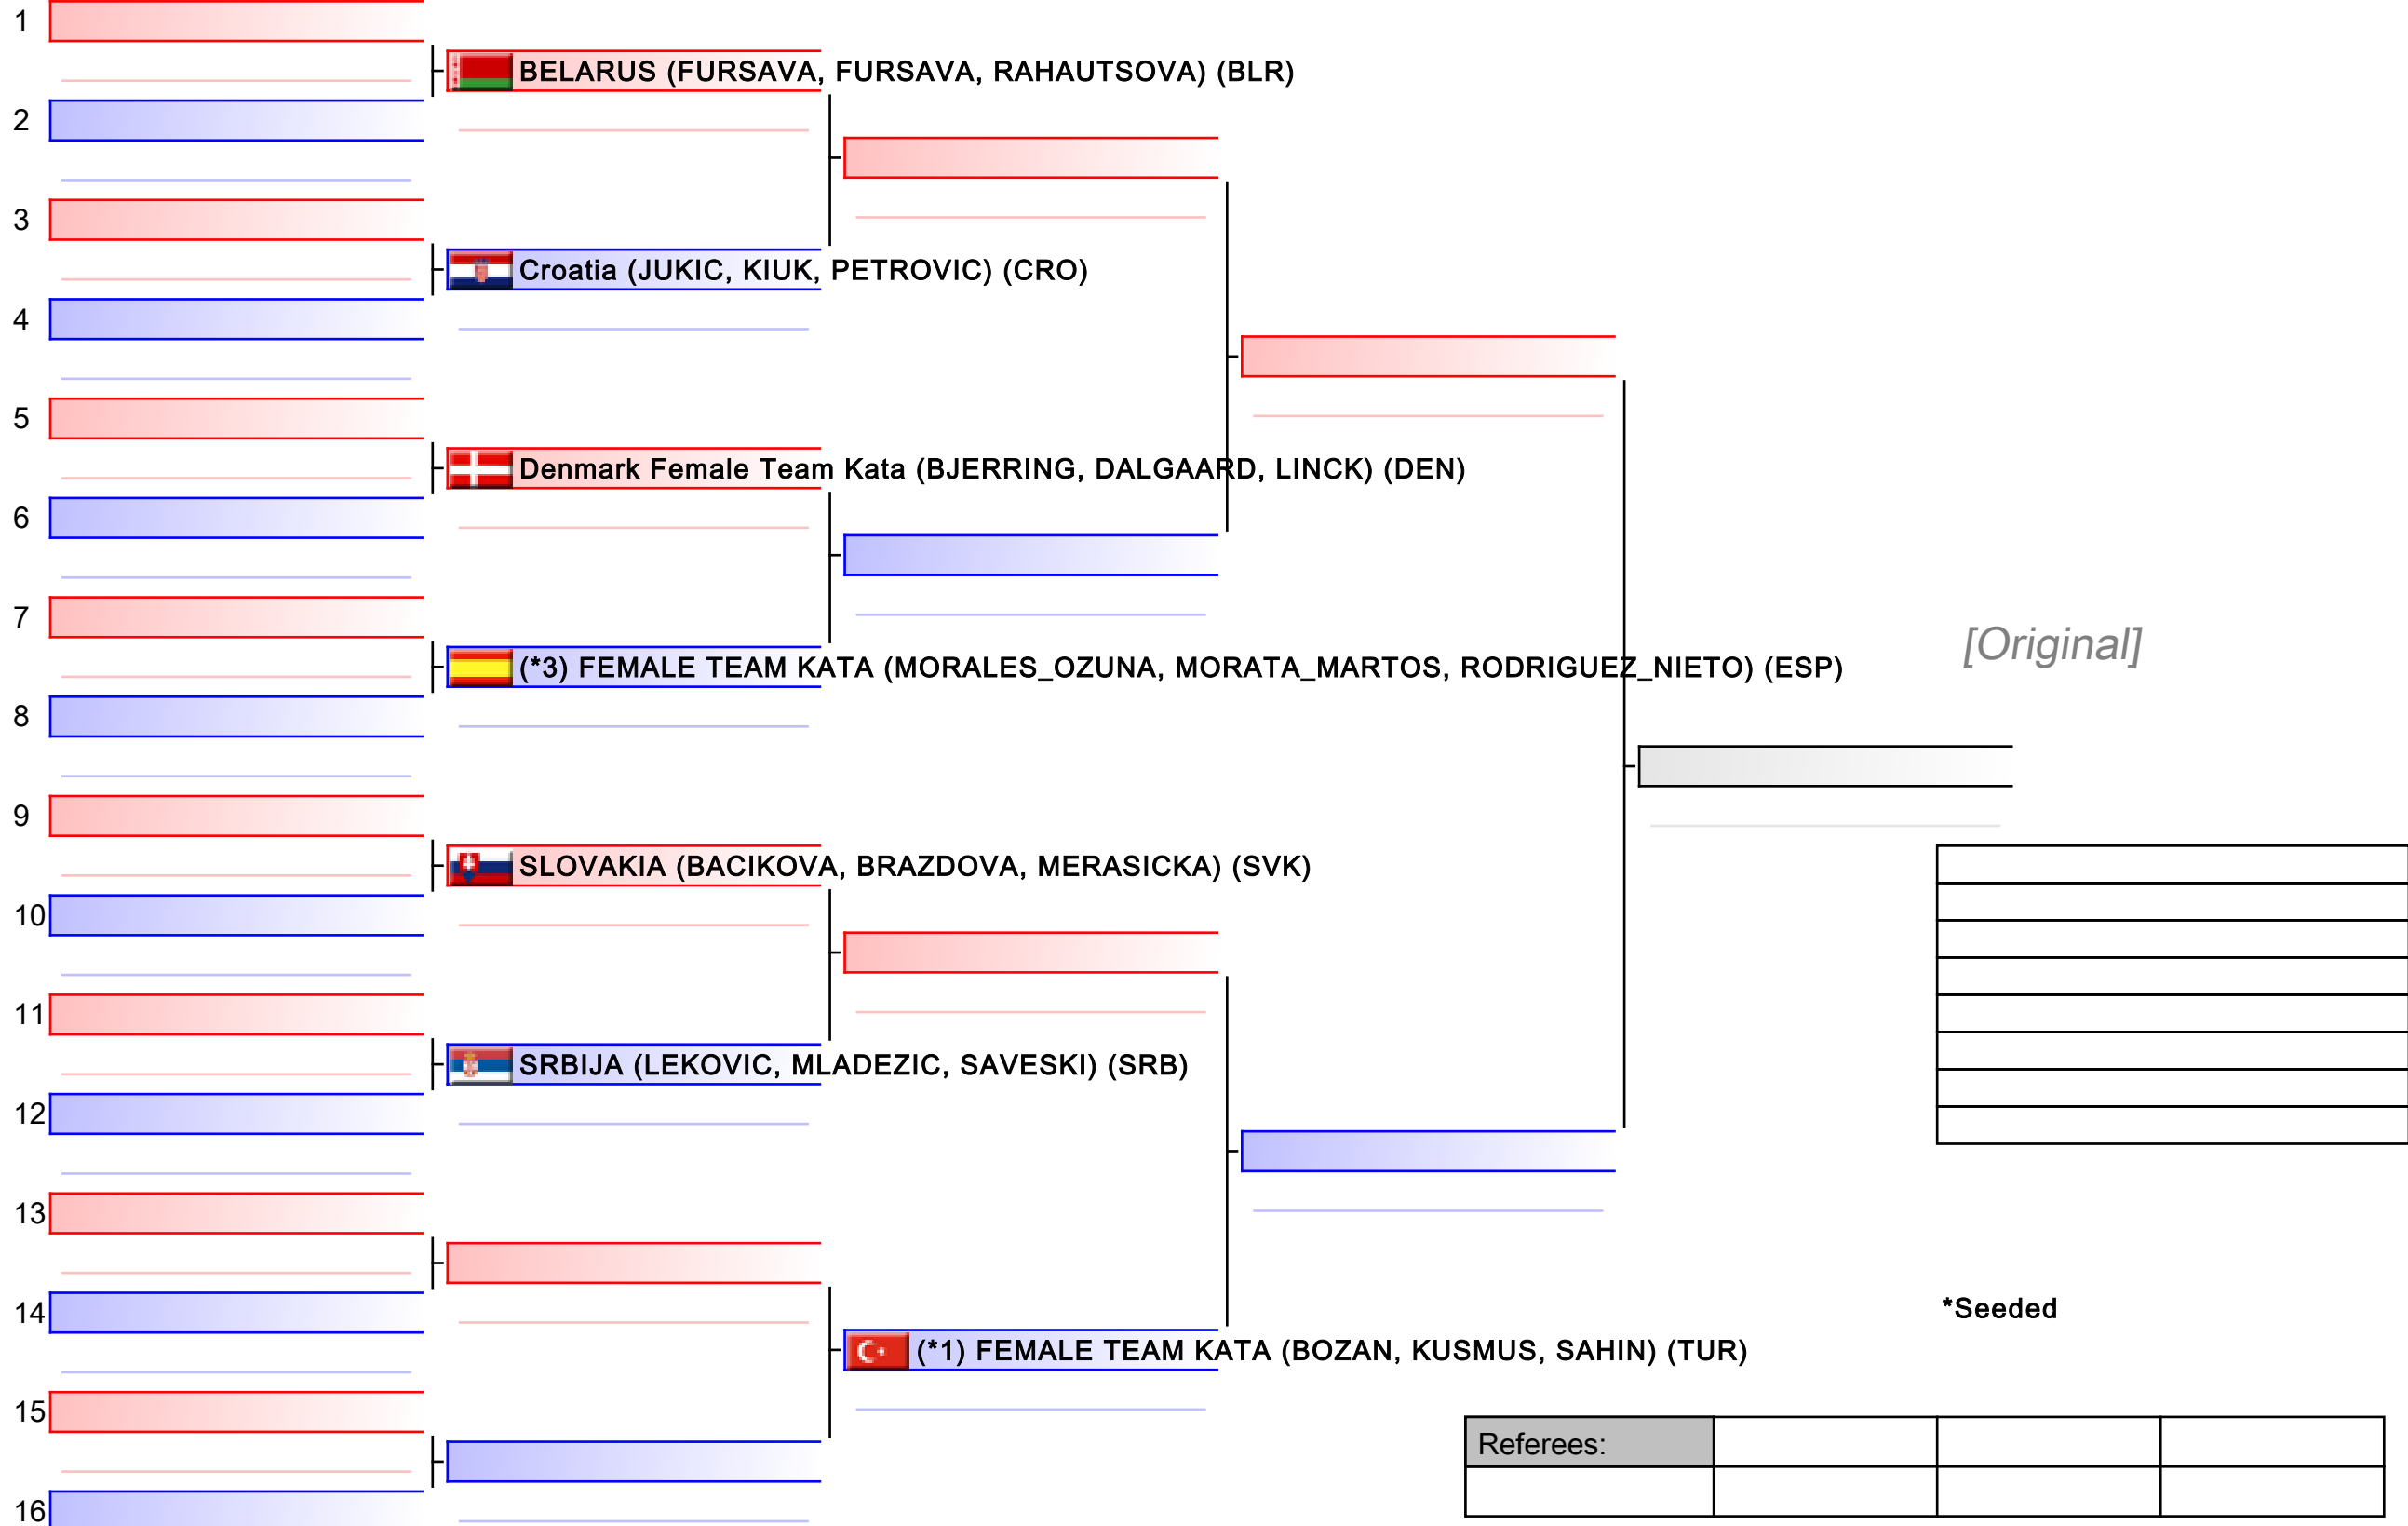 1
BELARUS (FURSAVA, FURSAVA, RAHAUTSOVA) (BLR)
2
3
Croatia (JUKIC, KIUK, PETROVIC) (CRO)
4
5
Denmark Female Team Kata (BJERRING, DALGAARD, LINCK) (DEN)
6
7
[Original]
(*3) FEMALE TEAM KATA (MORALES_OZUNA, MORATA_MARTOS, RODRIGUEZ_NIETO) (ESP)
8
9
SLOVAKIA (BACIKOVA, BRAZDOVA, MERASICKA) (SVK)
10
11
SRBIJA (LEKOVIC, MLADEZIC, SAVESKI) (SRB)
12
13
14
*Seeded
(*1) FEMALE TEAM KATA (BOZAN, KUSMUS, SAHIN) (TUR)
15
Referees:
16